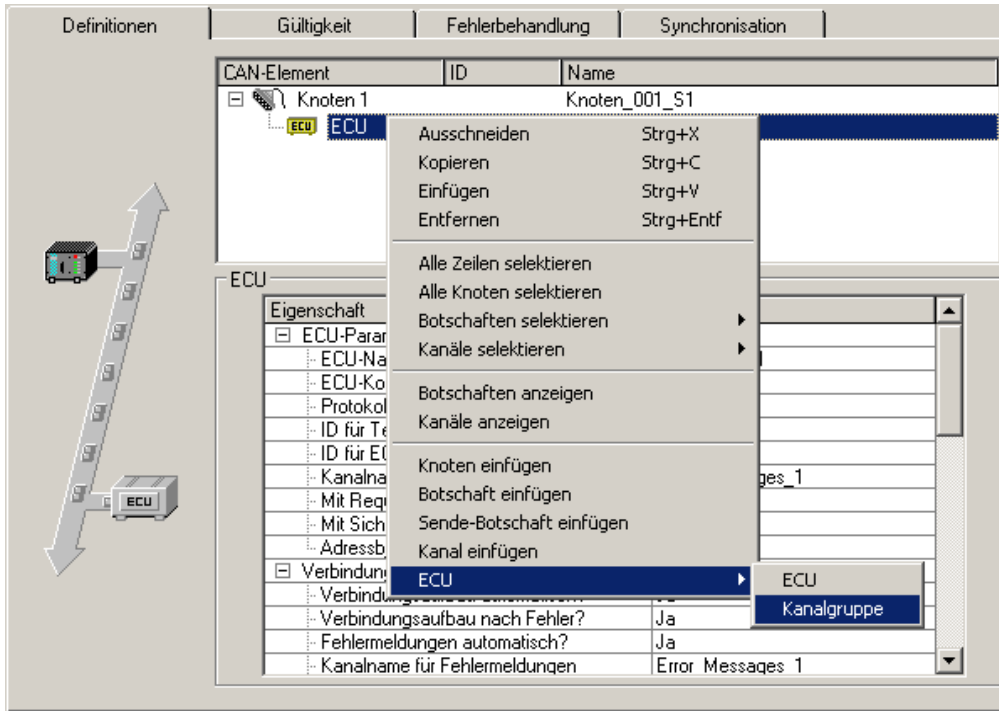 Definitionen Gültigkeit Fehlerbehandlung Synchronisation
CAN-Element ID Name
Knoten 1 Knoten_001_S1
ECU ECU
Ausschneiden Strg+X
Kopieren Strg+C
Einfügen Strg+V
Entfernen Strg+Entf
Alle Zeilen selektieren
Alle Knoten selektieren
Botschaften selektieren
Kanäle selektieren
Botschaften anzeigen
Kanäle anzeigen
Knoten einfügen
Botschaft einfügen
Sende-Botschaft einfügen
Kanal einfügen
ECU
ECU
Kanalgruppe
ECU
ECU
Eigenschaft
ECU-Parar
ECU-Na
ECU-Ko
Protokol
ID für Te
ID für E
Kanalna ges_1
Mit Req
Mit Sich
Adressb
Verbindun
Verbindungsaufbau nach Fehler? Ja
Fehlermeldungen automatisch? Ja
Kanalname für Fehlermeldungen Error_Messages_1